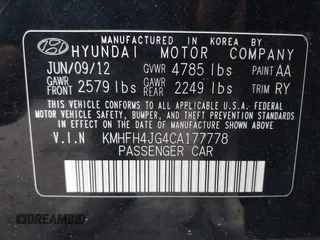 MANUFACTURED IN KOREA BY
HYUNDAI MOTOR COMPANY
JUN/09/12 GVWR 4785 lbs PAINT AA
GAWR FRONT 2579 lbs GAWR REAR 2249 lbs TRIM RY
THIS VEHICLE CONFORMS TO ALL APPLICABLE U.S.A. FEDERAL
MOTOR VEHICLE SAFETY, BUMPER, AND THEFT PREVENTION
STANDARDS IN EFFECT ON THE DATE OF MANUFACTURE
SHOWN ABOVE.
V.I.N KMHFH4JG4CA177778
PASSENGER CAR
© DREAMBID